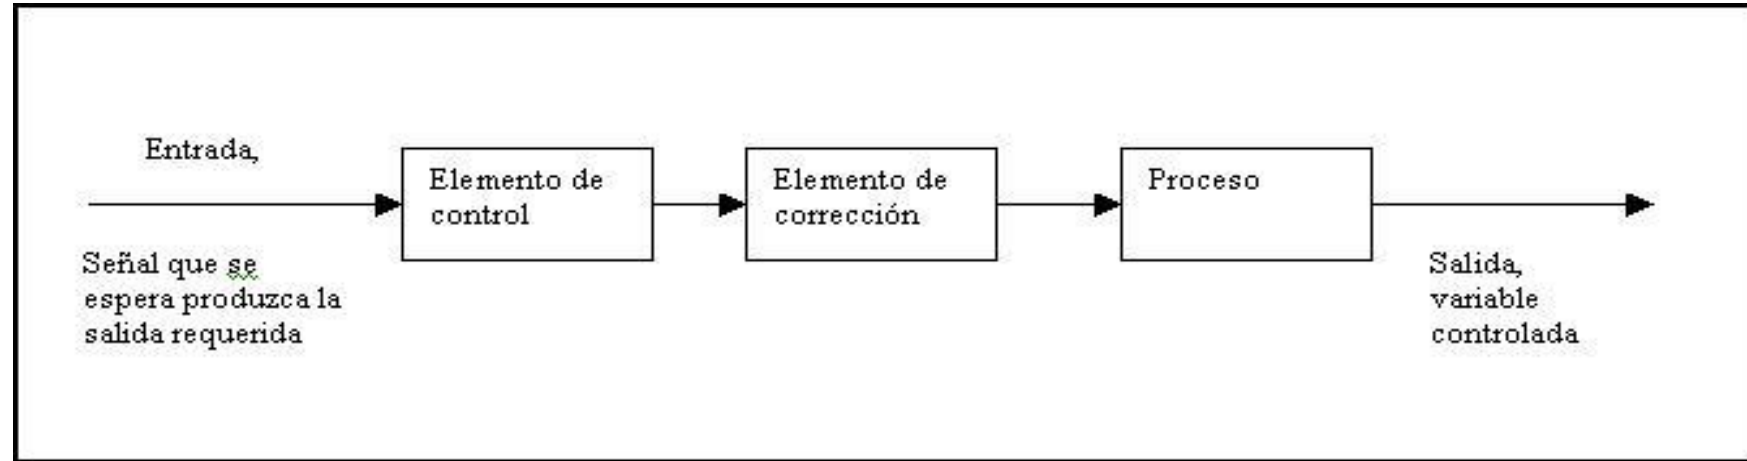 Entrada,
Señal que se
espera produzca la
salida requerida
Elemento de
control
Elemento de
corrección
Proceso
Salida,
variable
controlada